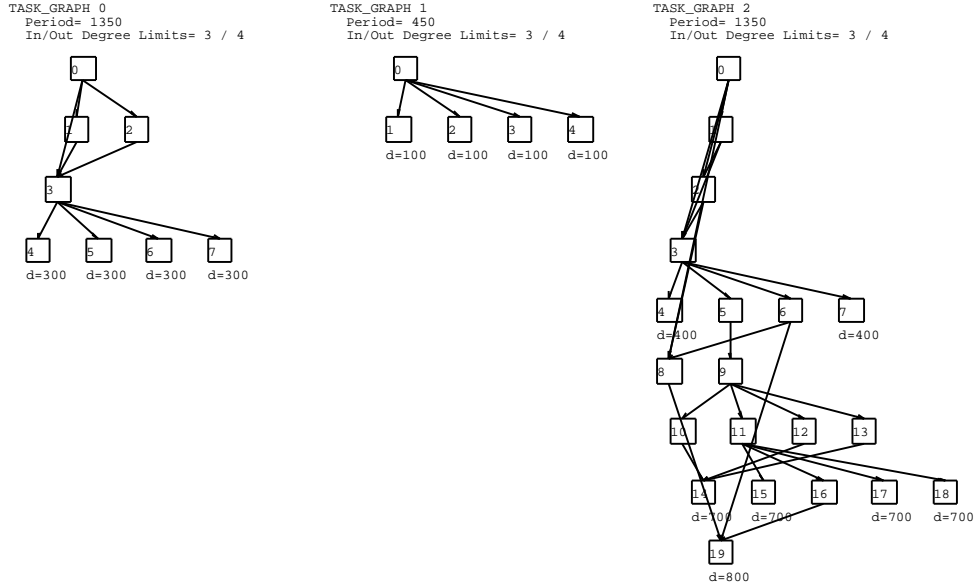 TASK_GRAPH 0
Period= 1350
In/Out Degree Limits= 3 / 4
0
1
2
3
4
5
6
7
d=300
d=300
d=300
d=300
TASK_GRAPH 1
Period= 450
In/Out Degree Limits= 3 / 4
0
1
2
3
4
d=100
d=100
d=100
d=100
TASK_GRAPH 2
Period= 1350
In/Out Degree Limits= 3 / 4
0
1
2
3
4
5
6
7
d=400
d=400
8
9
10
11
12
13
14
15
16
17
18
d=700
d=700
d=700
d=700
19
d=800